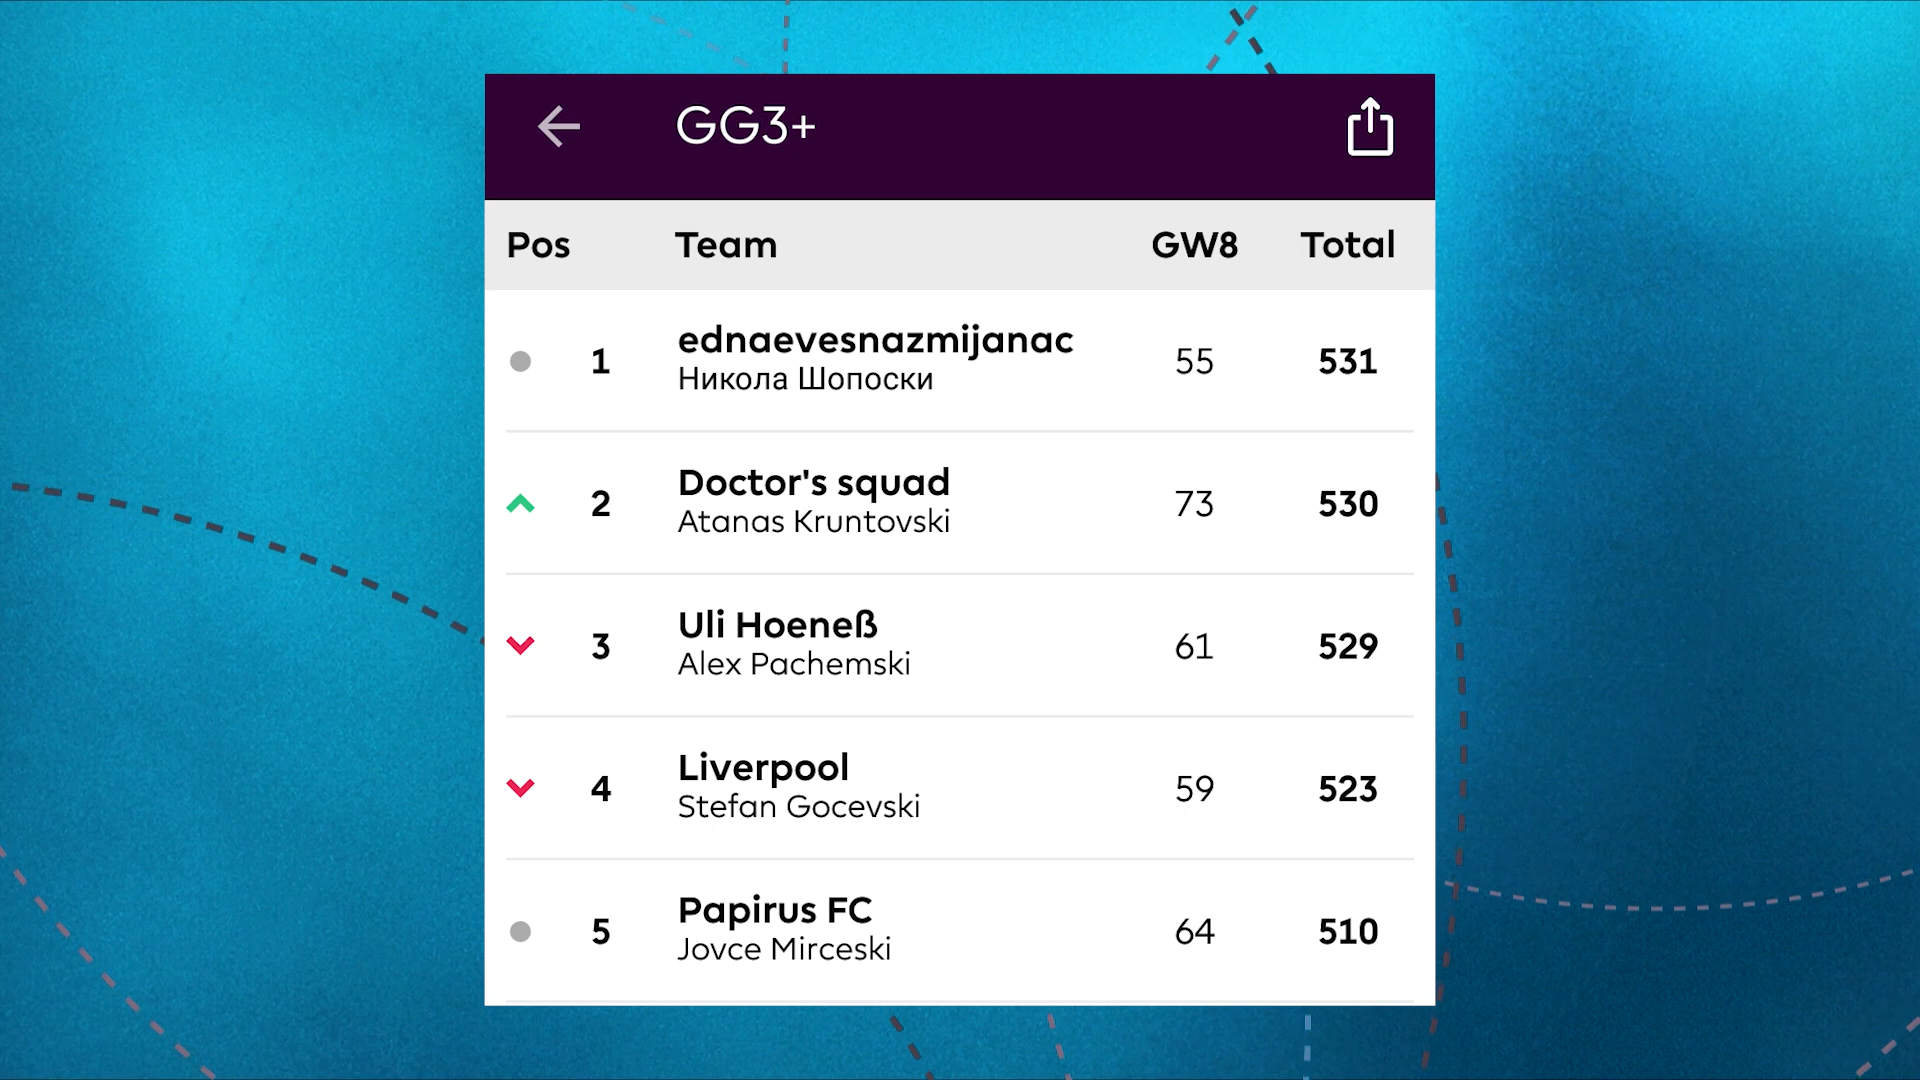 GG3+
Pos Team GW8 Total
1 ednaevesnazmijanac 55 531
Никола Шопоски
2 Doctor's squad 73 530
Atanas Kruntovski
3 Uli Hoeneß 61 529
Alex Pachemski
4 Liverpool 59 523
Stefan Gocevski
5 Papirus FC 64 510
Jovce Mirceski